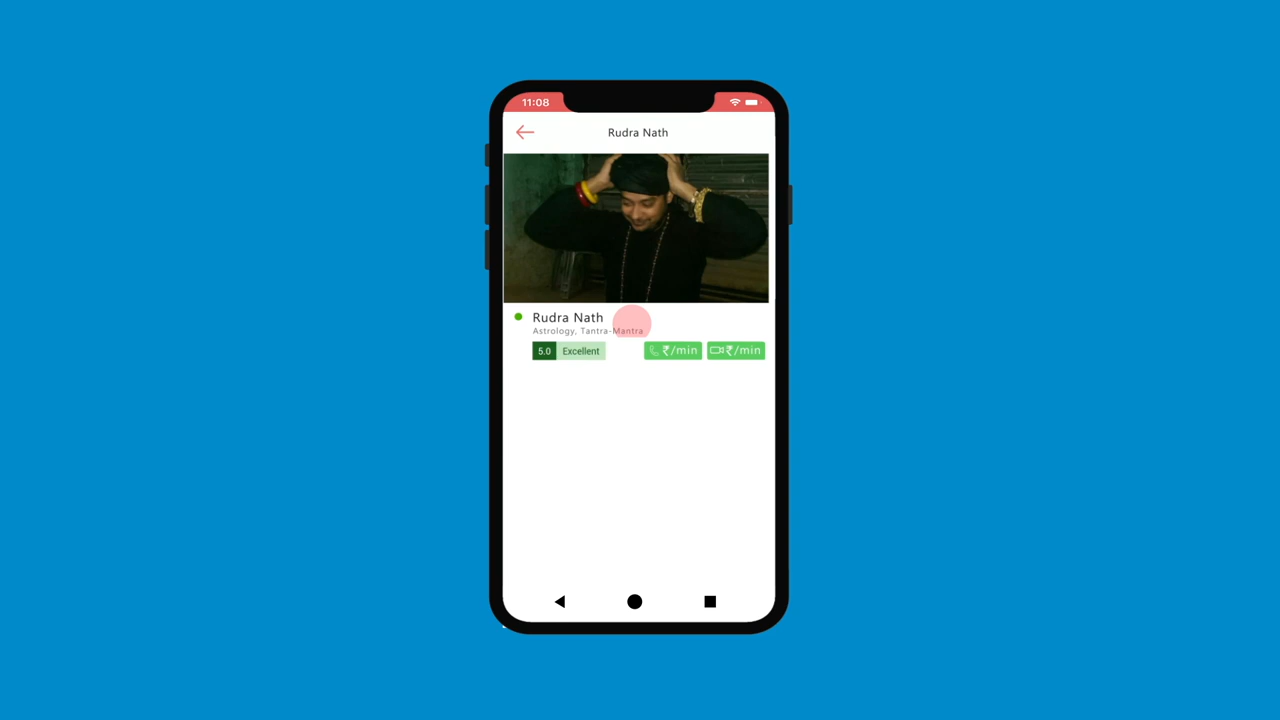 11:08
Rudra Nath
Rudra Nath
Astrology, Tantra-Mantra
5.0 Excellent ₹/min ₹/min